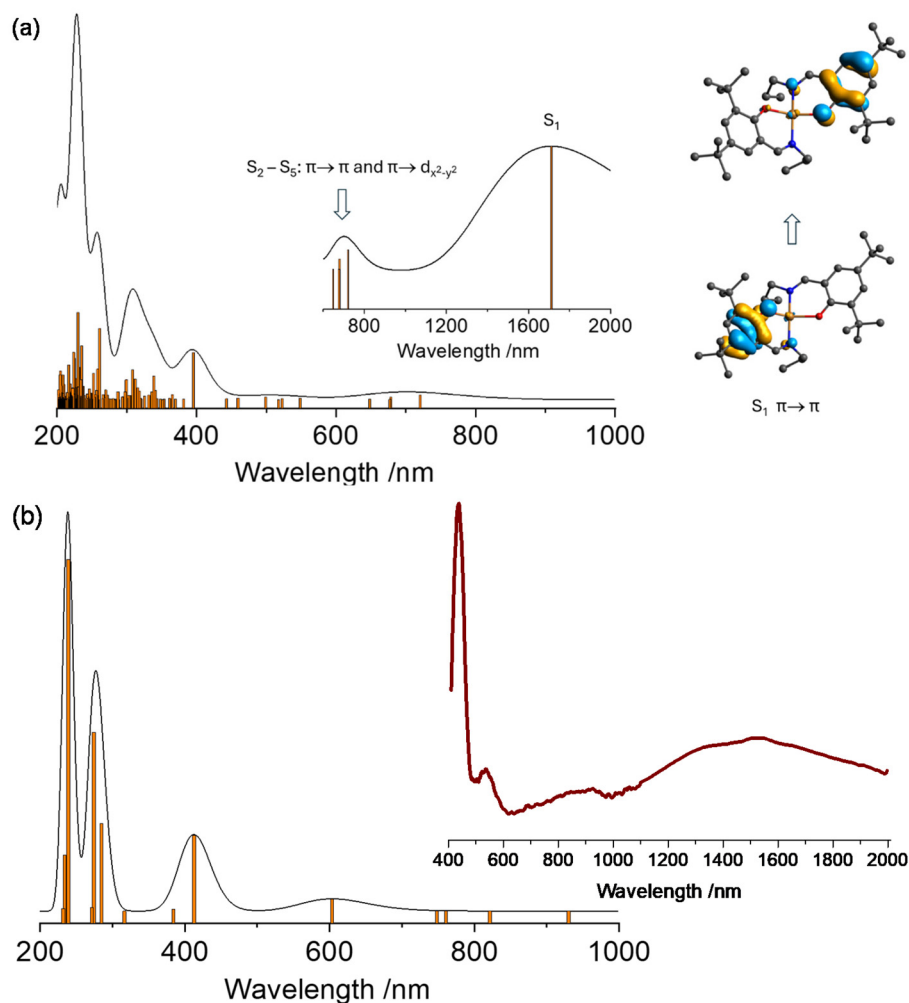 (a)
S₁
S₂ – S₅: π→ π and π→ dₓ²₋ᵧ²
800 1200 1600 2000
Wavelength /nm
200 400 600 800 1000
Wavelength /nm
S₁ π→ π
(b)
400 600 800 1000 1200 1400 1600 1800 2000
Wavelength /nm
200 400 600 800 1000
Wavelength /nm